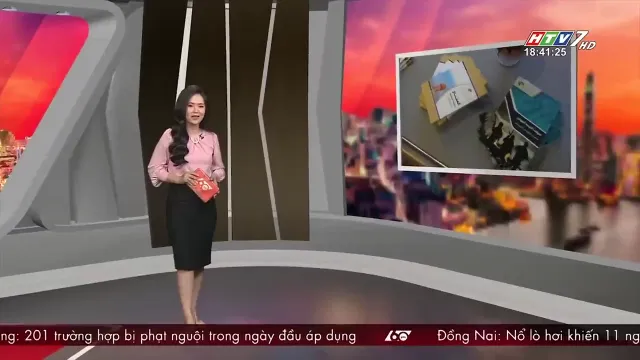 HTV7 HD
18:41:25
ng: 201 trường hợp bị phạt nguội trong ngày đầu áp dụng
60
Đồng Nai: Nổ lò hơi khiến 11 ng